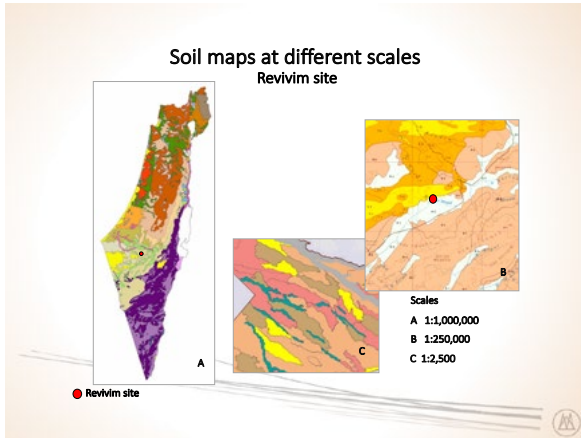 Soil maps at different scales
Revivim site
B
C
A
Scales
A 1:1,000,000
B 1:250,000
C 1:2,500
Revivim site